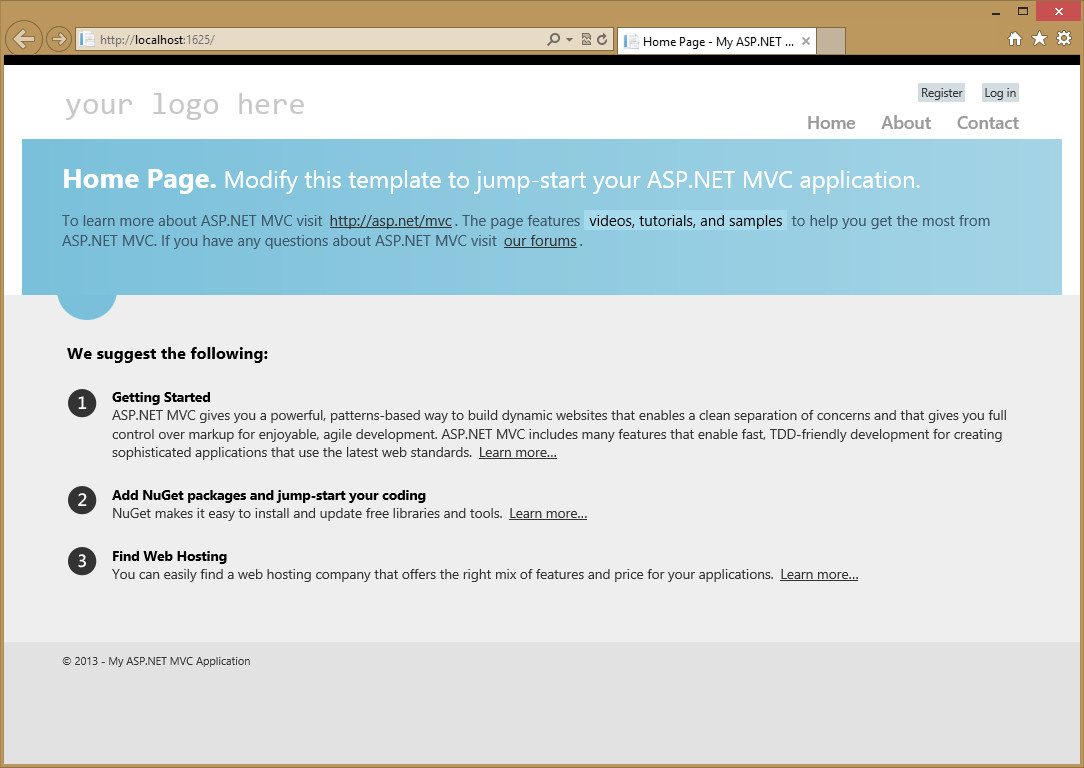 http://localhost:1625/
Home Page - My ASP.NET ...
your logo here
Register Log in
Home About Contact
Home Page. Modify this template to jump-start your ASP.NET MVC application.
To learn more about ASP.NET MVC visit http://asp.net/mvc. The page features videos, tutorials, and samples to help you get the most from
ASP.NET MVC. If you have any questions about ASP.NET MVC visit our forums.
We suggest the following:
1 Getting Started
ASP.NET MVC gives you a powerful, patterns-based way to build dynamic websites that enables a clean separation of concerns and that gives you full
control over markup for enjoyable, agile development. ASP.NET MVC includes many features that enable fast, TDD-friendly development for creating
sophisticated applications that use the latest web standards. Learn more...
2 Add NuGet packages and jump-start your coding
NuGet makes it easy to install and update free libraries and tools. Learn more...
3 Find Web Hosting
You can easily find a web hosting company that offers the right mix of features and price for your applications. Learn more...
© 2013 - My ASP.NET MVC Application